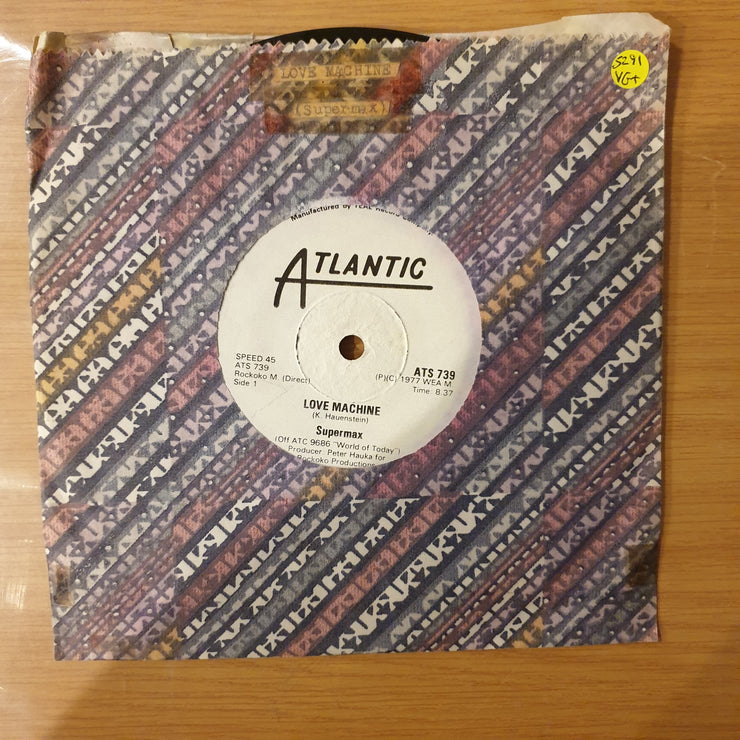 LOVE MACHINE
(Supermax)
S291
VG+
Manufactured by TEAL Record
ATLANTIC
SPEED 45
ATS 739
Rockoko M. (Direct)
Side 1
ATS 739
(P)(C) 1977 WEA M
Time: 8.37
LOVE MACHINE
(K. Hauenstein)
Supermax
(Off ATC 9686 "World of Today")
Producer: Peter Hauka for
Rockoko Productions